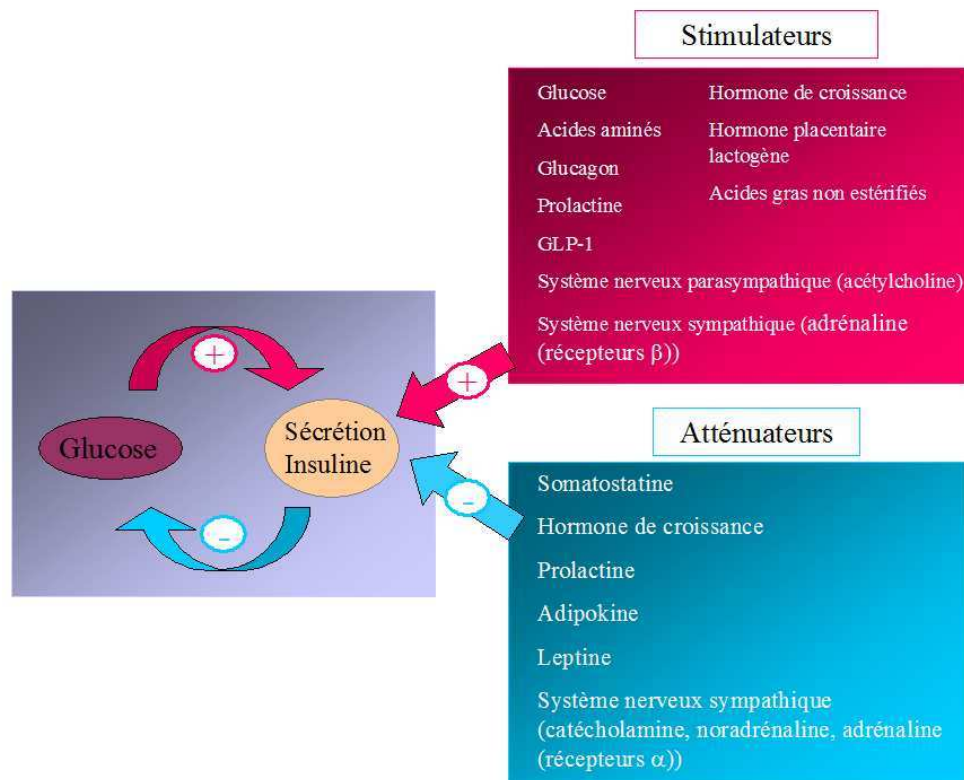 Stimulateurs
Glucose
Acides aminés
Glucagon
Prolactine
GLP-1
Hormone de croissance
Hormone placentaire
lactogène
Acides gras non estérifiés
Système nerveux parasympathique (acétylcholine)
Système nerveux sympathique (adrénaline
(récepteurs β))
+
+
Glucose
Sécrétion
Insuline
-
-
Atténuateurs
Somatostatine
Hormone de croissance
Prolactine
Adipokine
Leptine
Système nerveux sympathique
(catécholamine, noradrénaline, adrénaline
(récepteurs α))